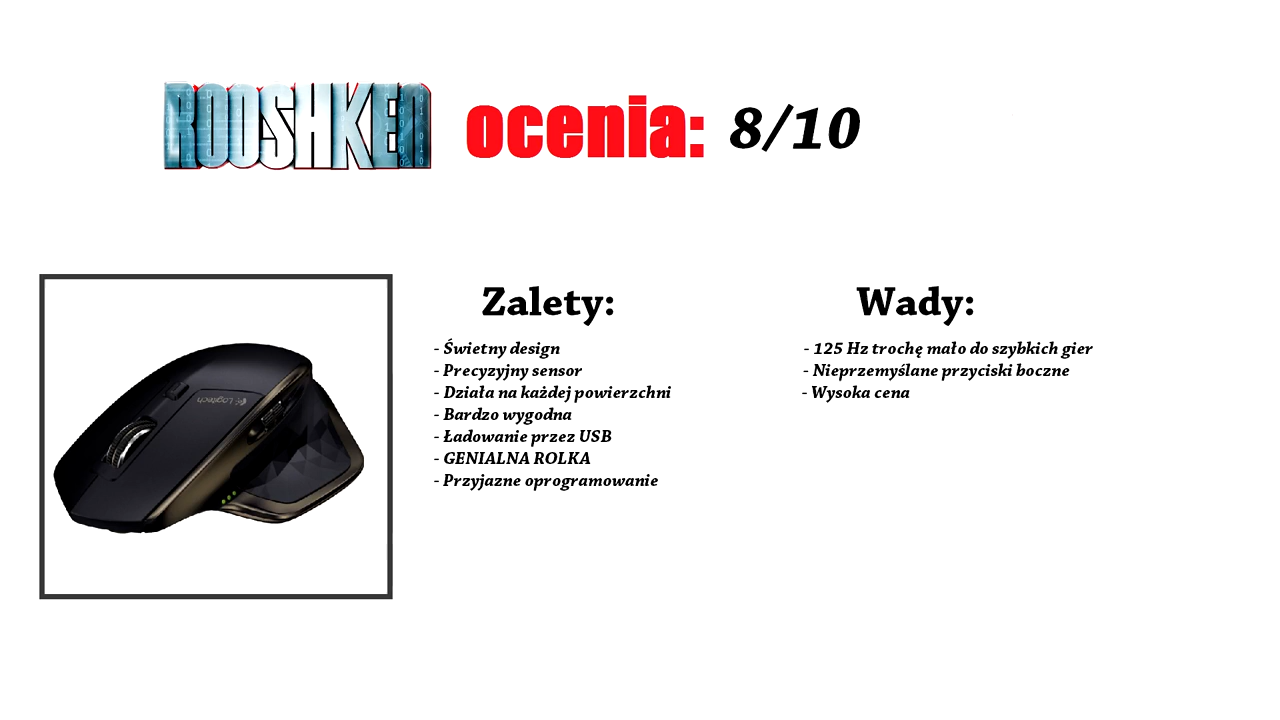 ROOSHKEN ocenia: 8/10
Zalety:
- Świetny design
- Precyzyjny sensor
- Działa na każdej powierzchni
- Bardzo wygodna
- Ładowanie przez USB
- GENIALNA ROLKA
- Przyjazne oprogramowanie
Wady:
- 125 Hz trochę mało do szybkich gier
- Nieprzemyślane przyciski boczne
- Wysoka cena
Logitech